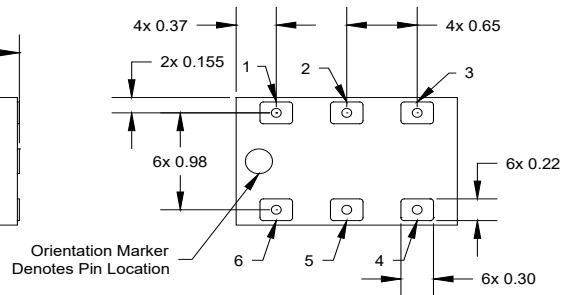 4x 0.37
4x 0.65
2x 0.155
1
2
3
6x 0.98
6x 0.22
Orientation Marker
Denotes Pin Location
6
5
4
6x 0.30